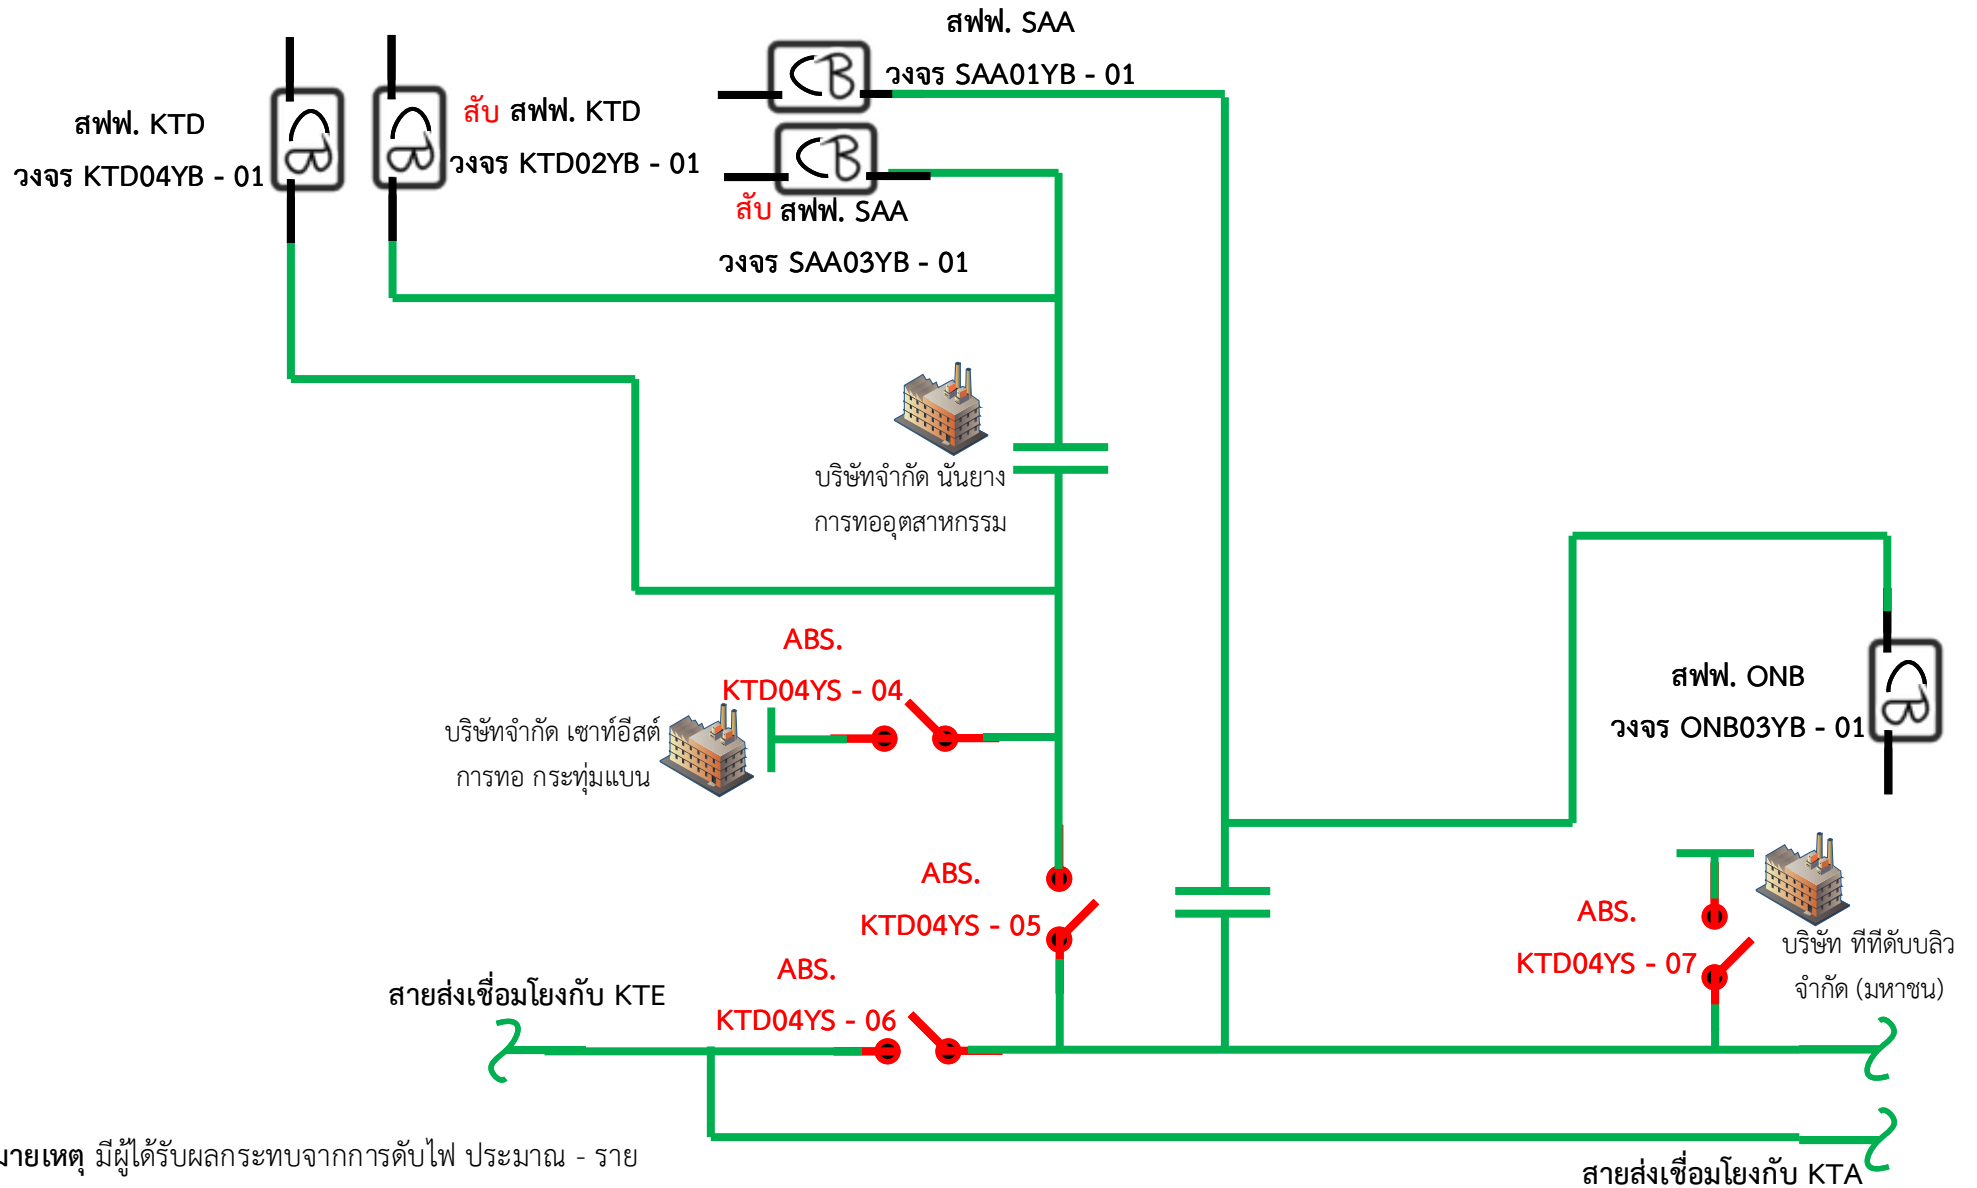 สฟฟ. SAA
วงจร SAA01YB - 01
CB
สฟฟ. KTD
วงจร KTD04YB - 01
CB
CB
สับ สฟฟ. KTD
วงจร KTD02YB - 01
CB
สับ สฟฟ. SAA
วงจร SAA03YB - 01
บริษัทจำกัด นันยาง
การทออุตสาหกรรม
ABS.
KTD04YS - 04
บริษัทจำกัด เซาท์อีสต์
การทอ กระทุ่มแบน
สฟฟ. ONB
วงจร ONB03YB - 01
CB
ABS.
KTD04YS - 05
ABS.
KTD04YS - 07
บริษัท ทีทีดับบลิว
จำกัด (มหาชน)
ABS.
KTD04YS - 06
สายส่งเชื่อมโยงกับ KTE
มายเหตุ มีผู้ได้รับผลกระทบจากการดับไฟ ประมาณ - ราย
สายส่งเชื่อมโยงกับ KTA